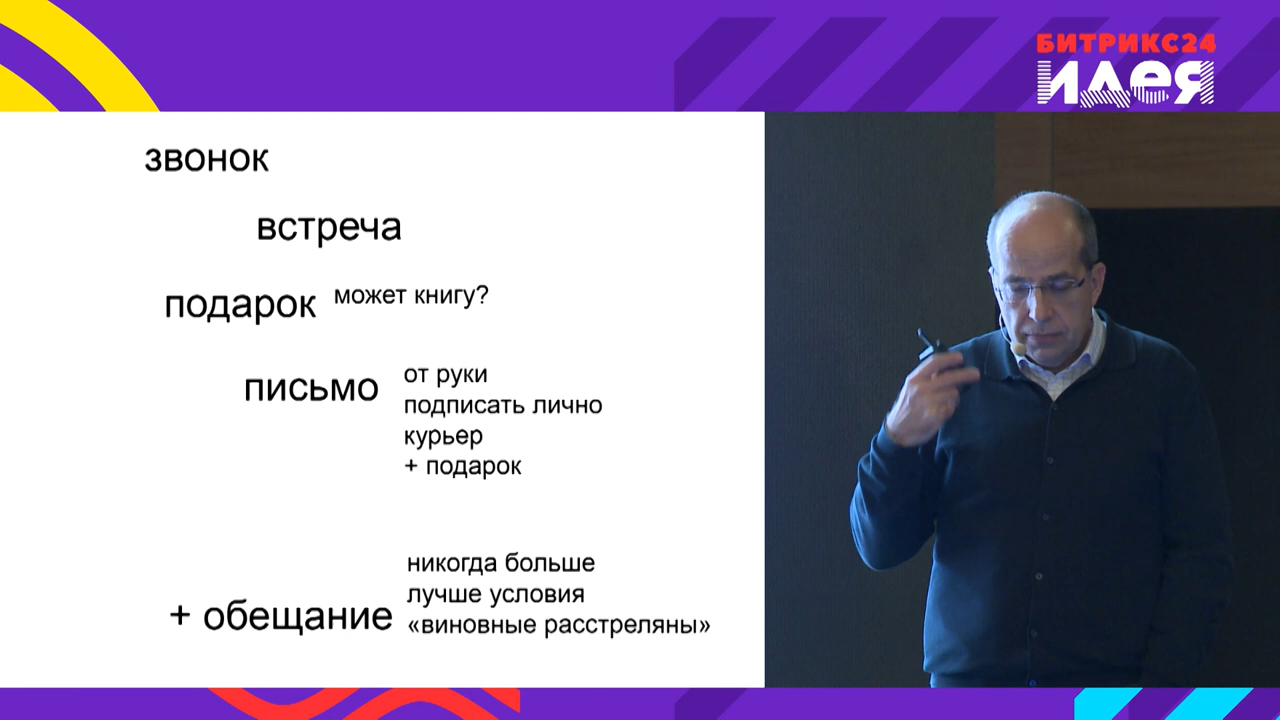 БИТРИКС24
идея
звонок
встреча
подарок может книгу?
письмо от руки
подписать лично
курьер
+ подарок
никогда больше
лучше условия
+ обещание «виновные расстреляны»